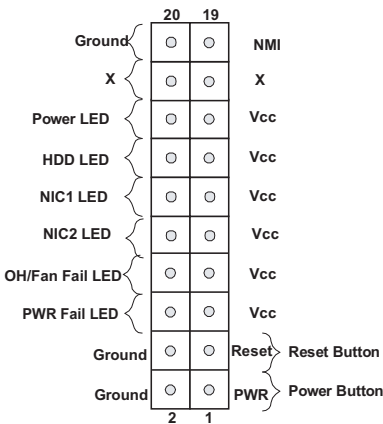 20 19
Ground NMI
X X
Power LED Vcc
HDD LED Vcc
NIC1 LED Vcc
NIC2 LED Vcc
OH/Fan Fail LED Vcc
PWR Fail LED Vcc
Ground Reset Reset Button
Ground PWR Power Button
2 1